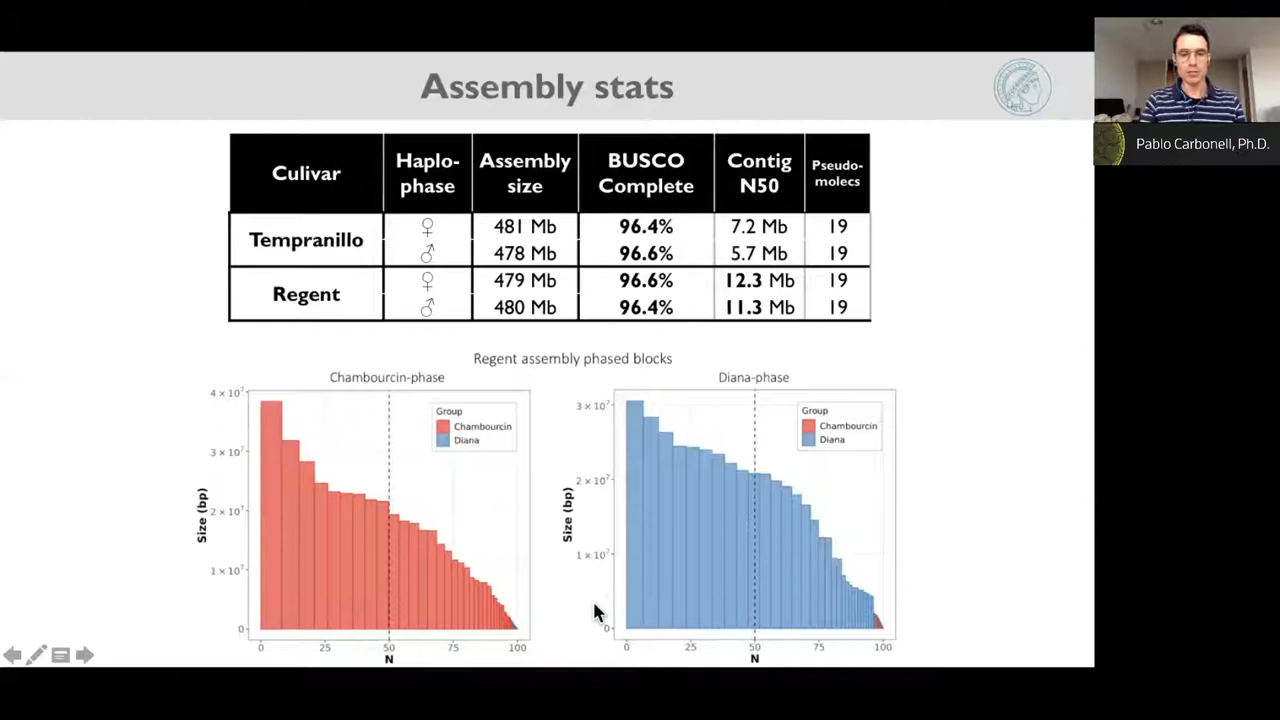 Assembly stats
Culivar Haplo-phase Assembly size BUSCO Complete Contig N50 Pseudo-molecs
Tempranillo ♀ 481 Mb 96.4% 7.2 Mb 19
♂ 478 Mb 96.6% 5.7 Mb 19
Regent ♀ 479 Mb 96.6% 12.3 Mb 19
♂ 480 Mb 96.4% 11.3 Mb 19
Regent assembly phased blocks
Chambourcin-phase
Size (bp)
4 × 10⁷
3 × 10⁷
2 × 10⁷
1 × 10⁷
0
Group
Chambourcin
Diana
0 25 50 75 100
N
Diana-phase
Size (bp)
3 × 10⁷
2 × 10⁷
1 × 10⁷
0
Group
Chambourcin
Diana
0 25 50 75 100
N
Pablo Carbonell, Ph.D.